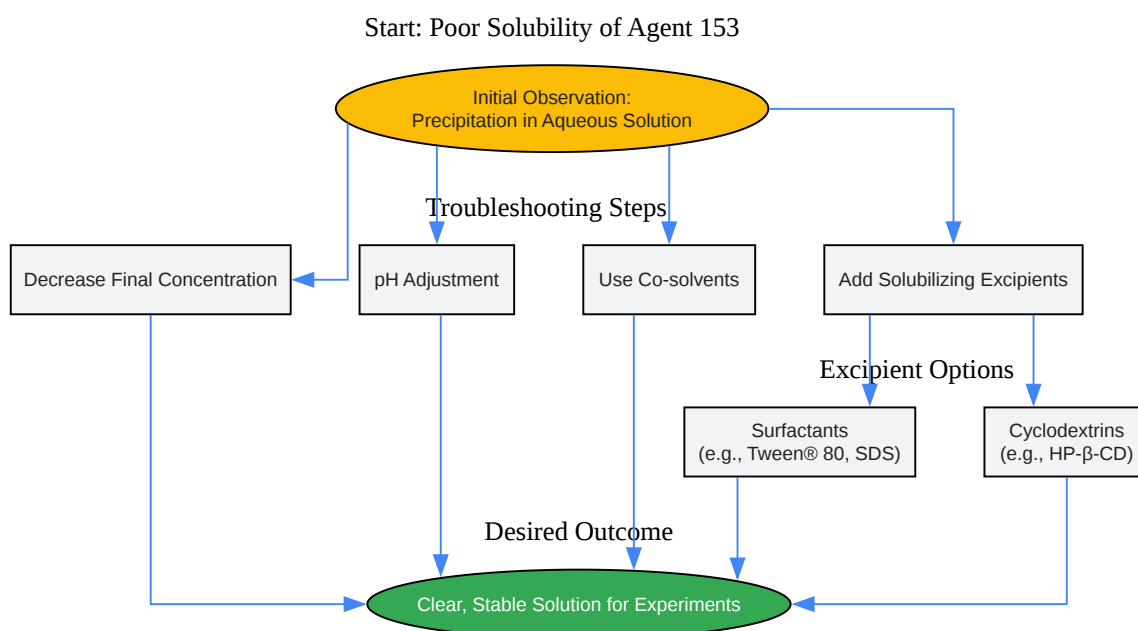 Start: Poor Solubility of Agent 153
Initial Observation:
Precipitation in Aqueous Solution
Troubleshooting Steps
Decrease Final Concentration
pH Adjustment
Use Co-solvents
Add Solubilizing Excipients
Excipient Options
Surfactants
(e.g., Tween® 80, SDS)
Cyclodextrins
(e.g., HP-β-CD)
Desired Outcome
Clear, Stable Solution for Experiments